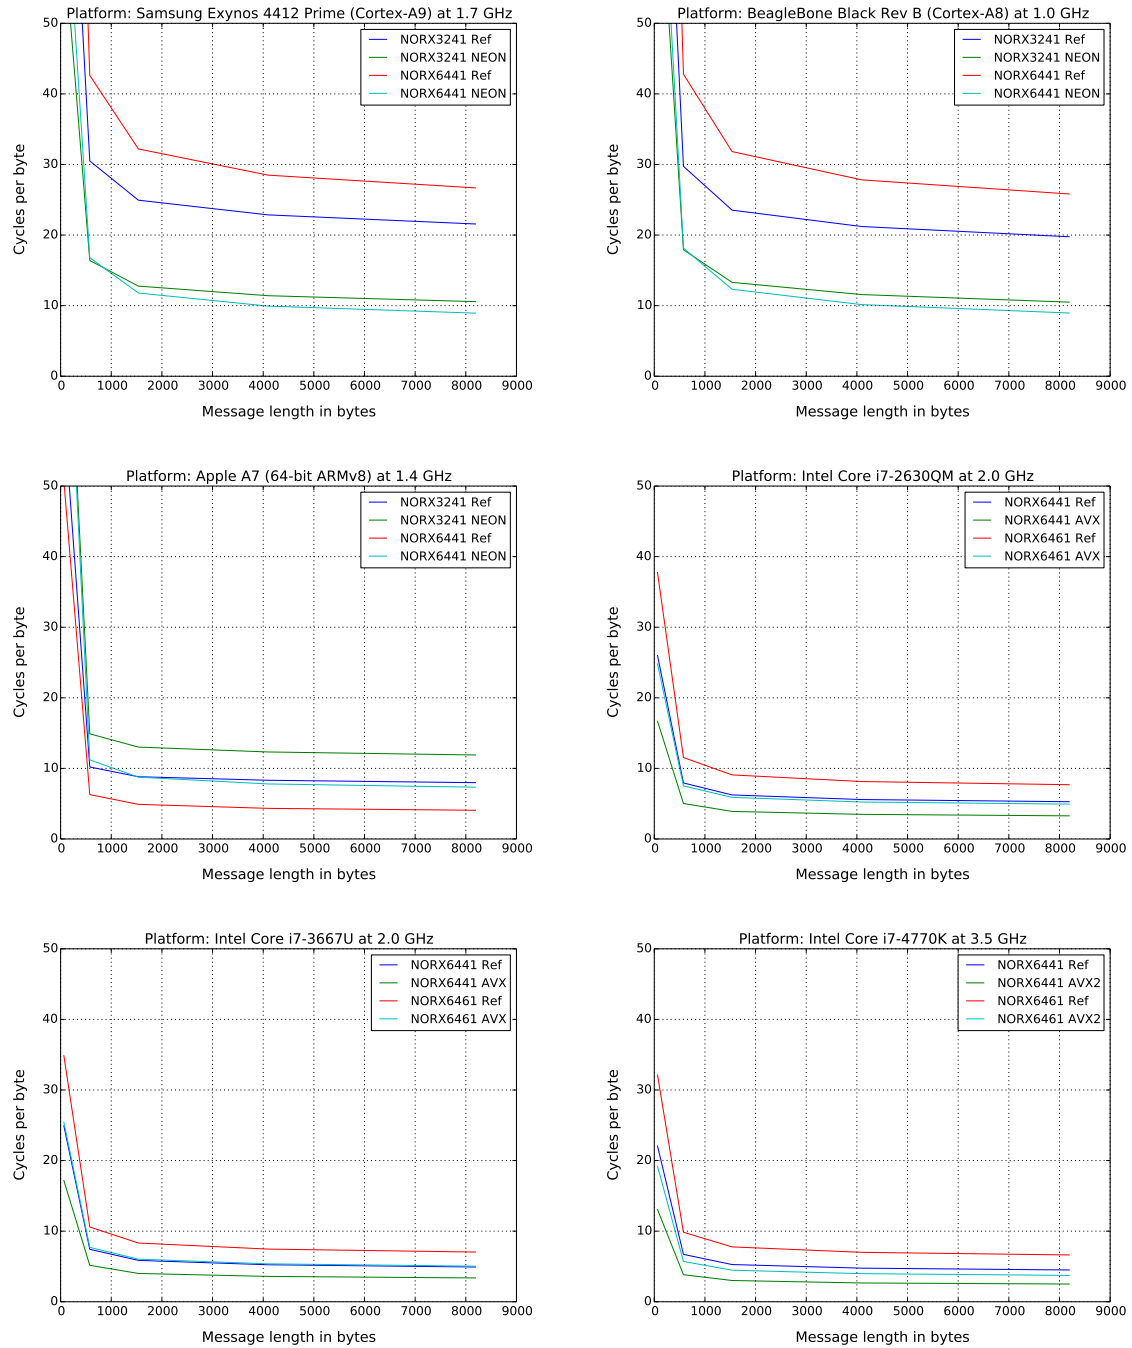 Platform: Samsung Exynos 4412 Prime (Cortex-A9) at 1.7 GHz
50
40
30
20
10
0
Cycles per byte
NORX3241 Ref
NORX3241 NEON
NORX6441 Ref
NORX6441 NEON
0 1000 2000 3000 4000 5000 6000 7000 8000 9000
Message length in bytes
Platform: BeagleBone Black Rev B (Cortex-A8) at 1.0 GHz
50
40
30
20
10
0
Cycles per byte
NORX3241 Ref
NORX3241 NEON
NORX6441 Ref
NORX6441 NEON
0 1000 2000 3000 4000 5000 6000 7000 8000 9000
Message length in bytes
Platform: Apple A7 (64-bit ARMv8) at 1.4 GHz
50
40
30
20
10
0
Cycles per byte
NORX3241 Ref
NORX3241 NEON
NORX6441 Ref
NORX6441 NEON
0 1000 2000 3000 4000 5000 6000 7000 8000 9000
Message length in bytes
Platform: Intel Core i7-2630QM at 2.0 GHz
50
40
30
20
10
0
Cycles per byte
NORX6441 Ref
NORX6441 AVX
NORX6461 Ref
NORX6461 AVX
0 1000 2000 3000 4000 5000 6000 7000 8000 9000
Message length in bytes
Platform: Intel Core i7-3667U at 2.0 GHz
50
40
30
20
10
0
Cycles per byte
NORX6441 Ref
NORX6441 AVX
NORX6461 Ref
NORX6461 AVX
0 1000 2000 3000 4000 5000 6000 7000 8000 9000
Message length in bytes
Platform: Intel Core i7-4770K at 3.5 GHz
50
40
30
20
10
0
Cycles per byte
NORX6441 Ref
NORX6441 AVX2
NORX6461 Ref
NORX6461 AVX2
0 1000 2000 3000 4000 5000 6000 7000 8000 9000
Message length in bytes